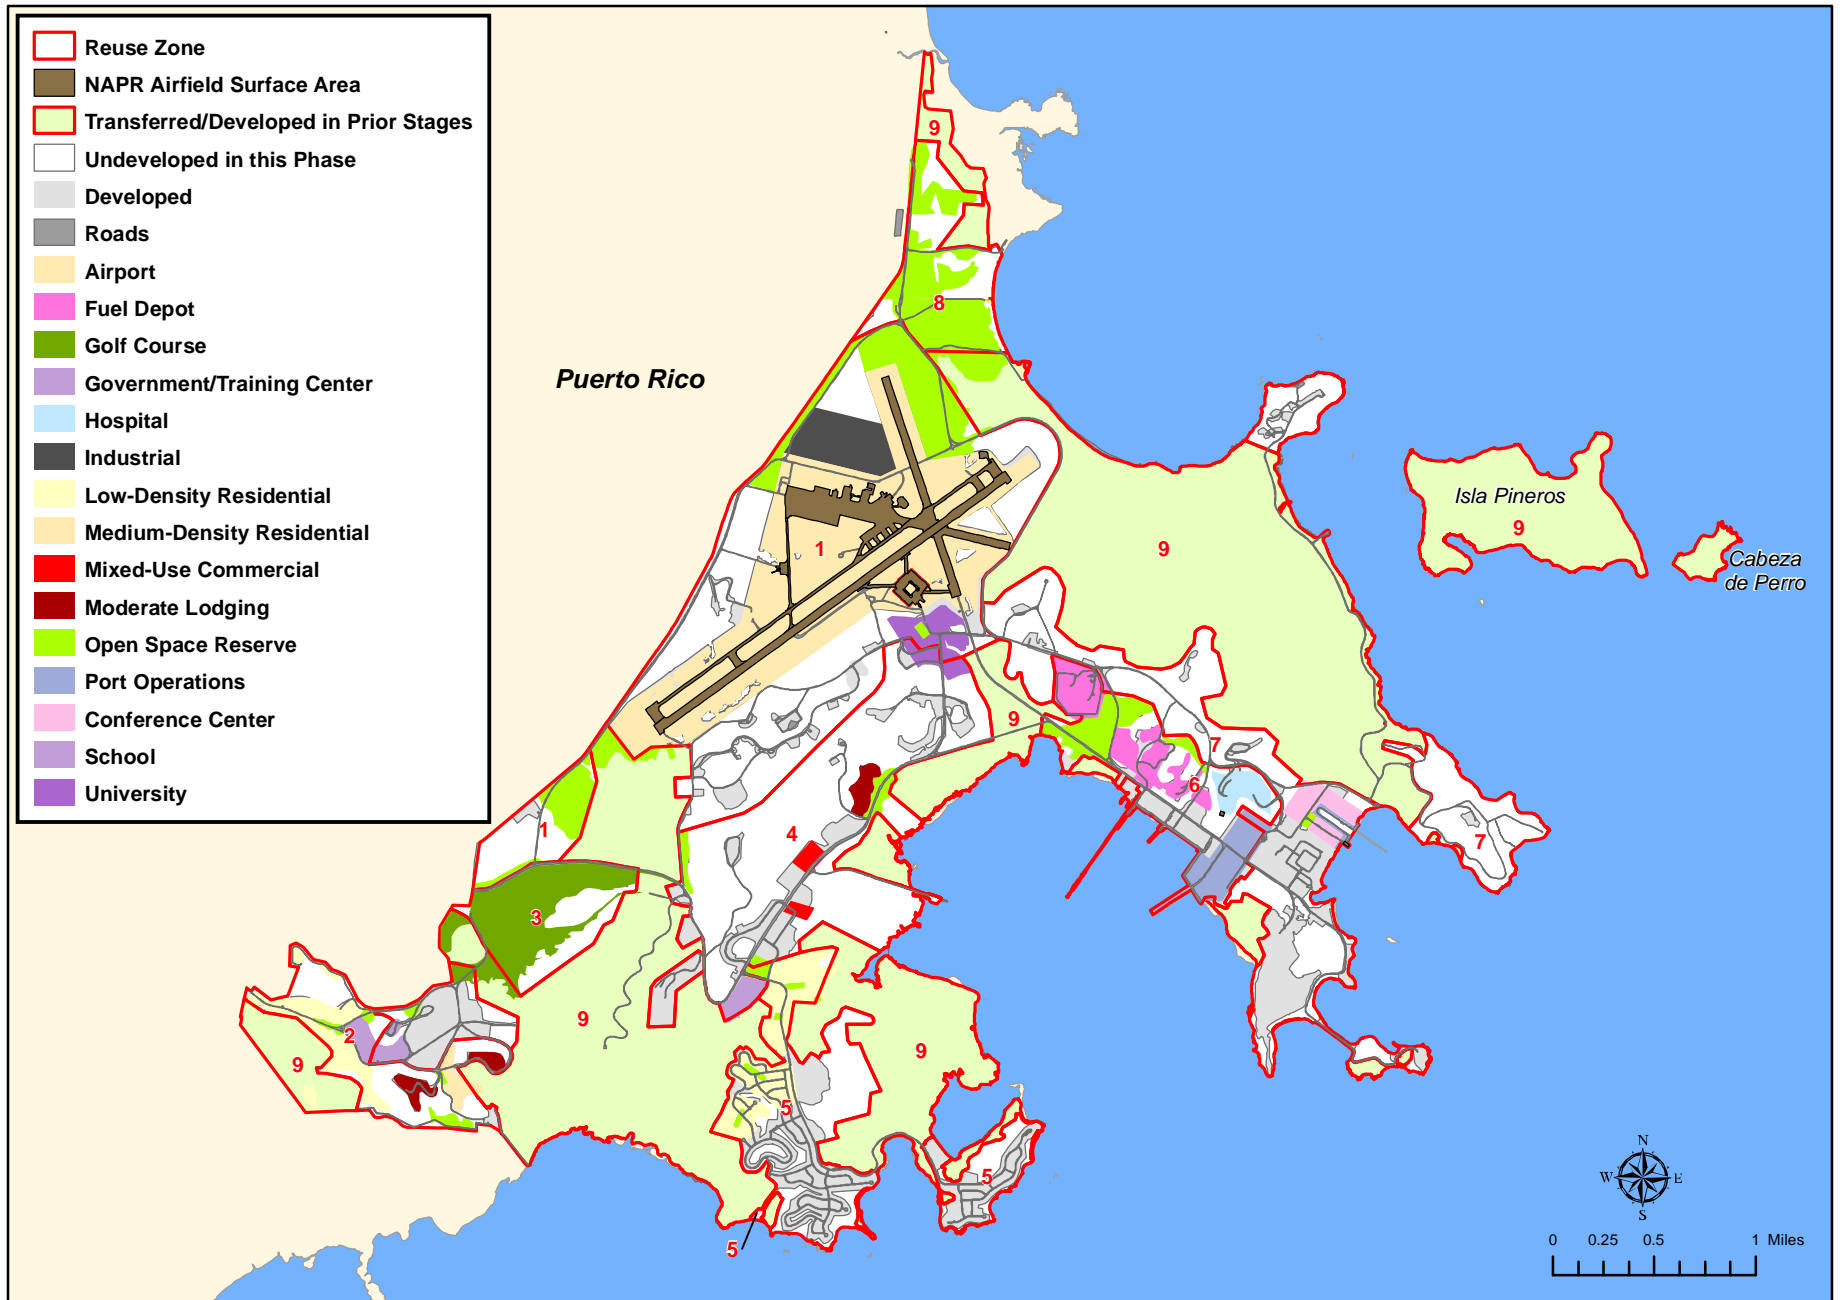 Reuse Zone
NAPR Airfield Surface Area
Transferred/Developed in Prior Stages
Undeveloped in this Phase
Developed
Roads
Airport
Fuel Depot
Golf Course
Government/Training Center
Hospital
Industrial
Low-Density Residential
Medium-Density Residential
Mixed-Use Commercial
Moderate Lodging
Open Space Reserve
Port Operations
Conference Center
School
University
9
8
Puerto Rico
Isla Pineros
9
Cabeza
de Perro
1
9
9
7
6
1
4
7
3
9
2
9
9
5
5
5
N
W
E
S
0 0.25 0.5 1 Miles